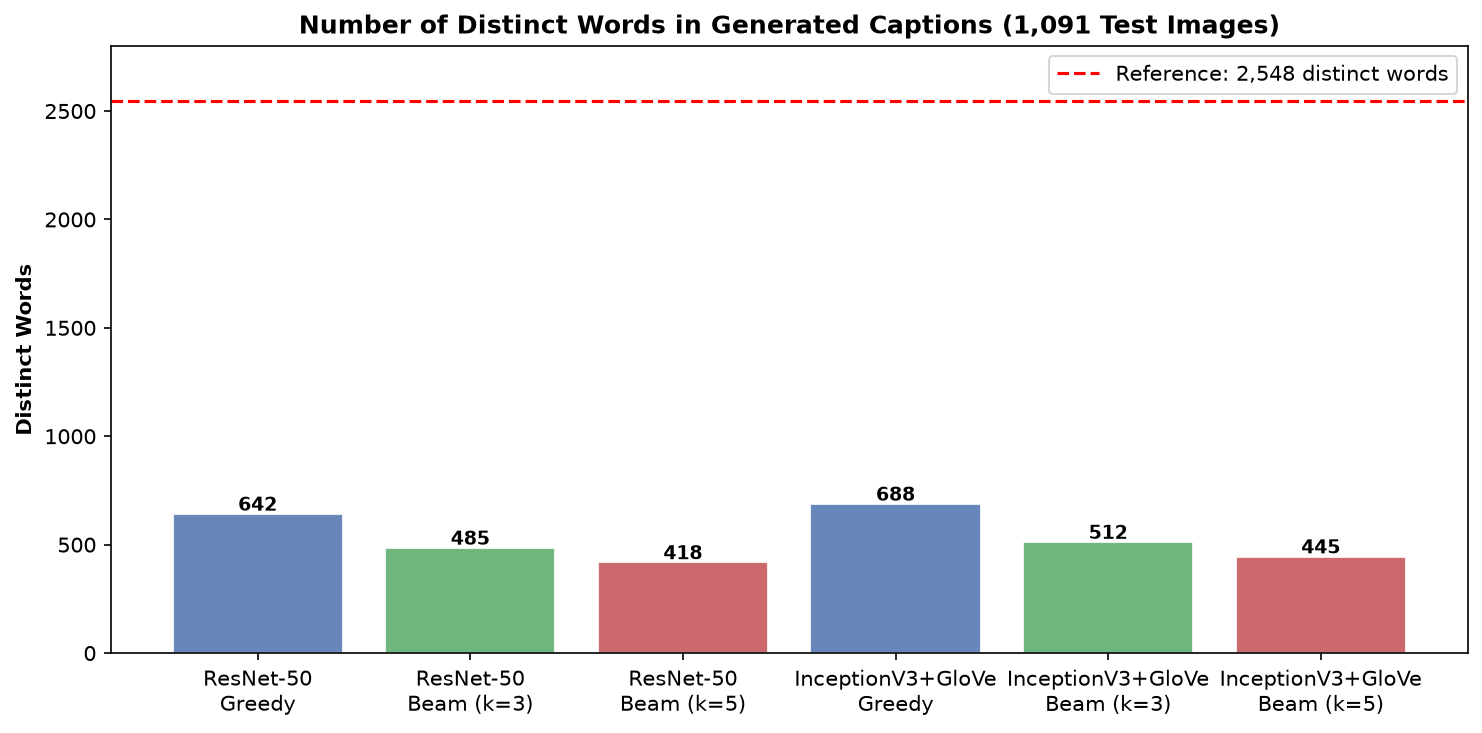 Number of Distinct Words in Generated Captions (1,091 Test Images)
Reference: 2,548 distinct words
Distinct Words
2500
2000
1500
1000
500
0
642
485
418
688
512
445
ResNet-50
Greedy
ResNet-50
Beam (k=3)
ResNet-50
Beam (k=5)
InceptionV3+GloVe
Greedy
InceptionV3+GloVe
Beam (k=3)
InceptionV3+GloVe
Beam (k=5)